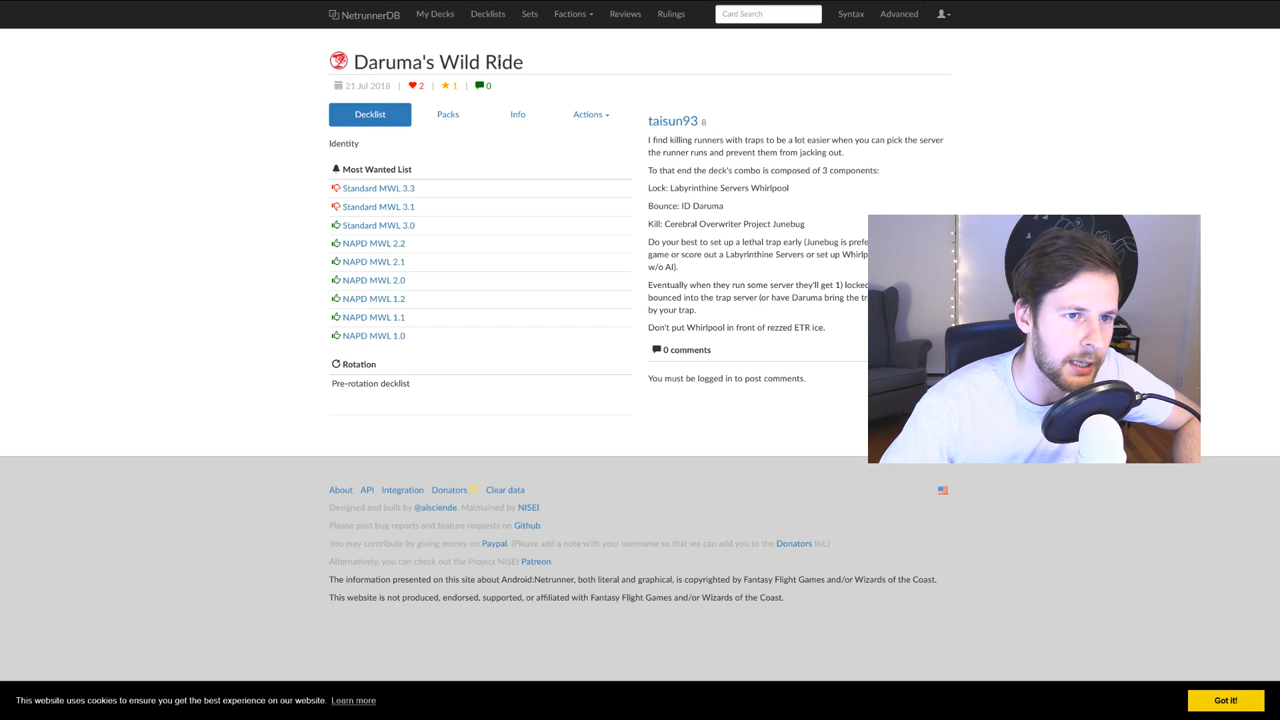 NetrunnerDB My Decks Decklists Sets Factions Reviews Rulings Card Search Syntax Advanced
Daruma's Wild Ride
21 Jul 2018 | 2 | 1 | 0
Decklist Packs Info Actions
Identity
Most Wanted List
Standard MWL 3.3
Standard MWL 3.1
Standard MWL 3.0
NAPD MWL 2.2
NAPD MWL 2.1
NAPD MWL 2.0
NAPD MWL 1.2
NAPD MWL 1.1
NAPD MWL 1.0
Rotation
Pre-rotation decklist
taisun93 8
I find killing runners with traps to be a lot easier when you can pick the server
the runner runs and prevent them from jacking out.
To that end the deck's combo is composed of 3 components:
Lock: Labyrinthine Servers Whirlpool
Bounce: ID Daruma
Kill: Cerebral Overwriter Project Junebug
Do your best to set up a lethal trap early (Junebug is
game or score out a Labyrinthine Servers or set up
w/o AI).
Eventually when they run some server they'll get 1)
bounced into the trap server (or have Daruma bring the
by your trap.
Don't put Whirlpool in front of rezzed ETR ice.
0 comments
You must be logged in to post comments.
About API Integration Donators Clear data
Designed and built by @alsciende. Maintained by NISEI.
Please post bug reports and feature requests on Github
You may contribute by giving money on Paypal. (Please add a note with your username so that we can add you to the Donators list.)
Alternatively, you can check out the Project NISEI Patreon.
The information presented on this site about Android:Netrunner, both literal and graphical, is copyrighted by Fantasy Flight Games and/or Wizards of the Coast.
This website is not produced, endorsed, supported, or affiliated with Fantasy Flight Games and/or Wizards of the Coast.
This website uses cookies to ensure you get the best experience on our website. Learn more
Got it!